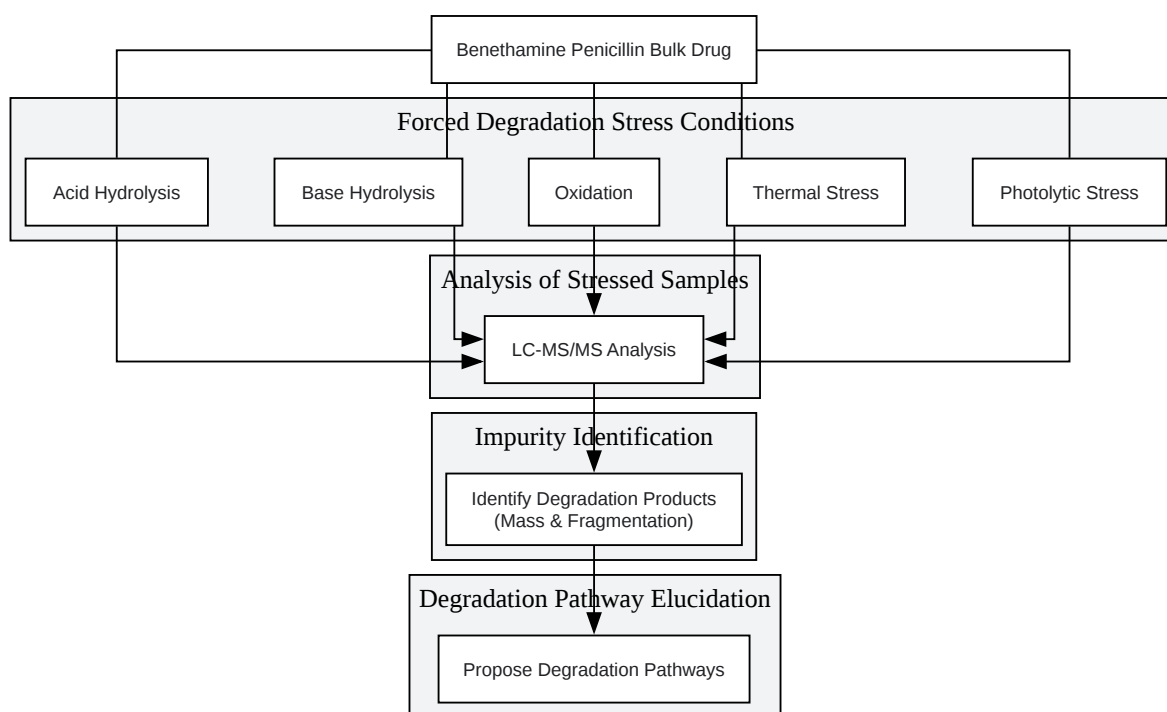 Benethamine Penicillin Bulk Drug
Forced Degradation Stress Conditions
Acid Hydrolysis
Base Hydrolysis
Oxidation
Thermal Stress
Photolytic Stress
Analysis of Stressed Samples
LC-MS/MS Analysis
Impurity Identification
Identify Degradation Products
(Mass & Fragmentation)
Degradation Pathway Elucidation
Propose Degradation Pathways